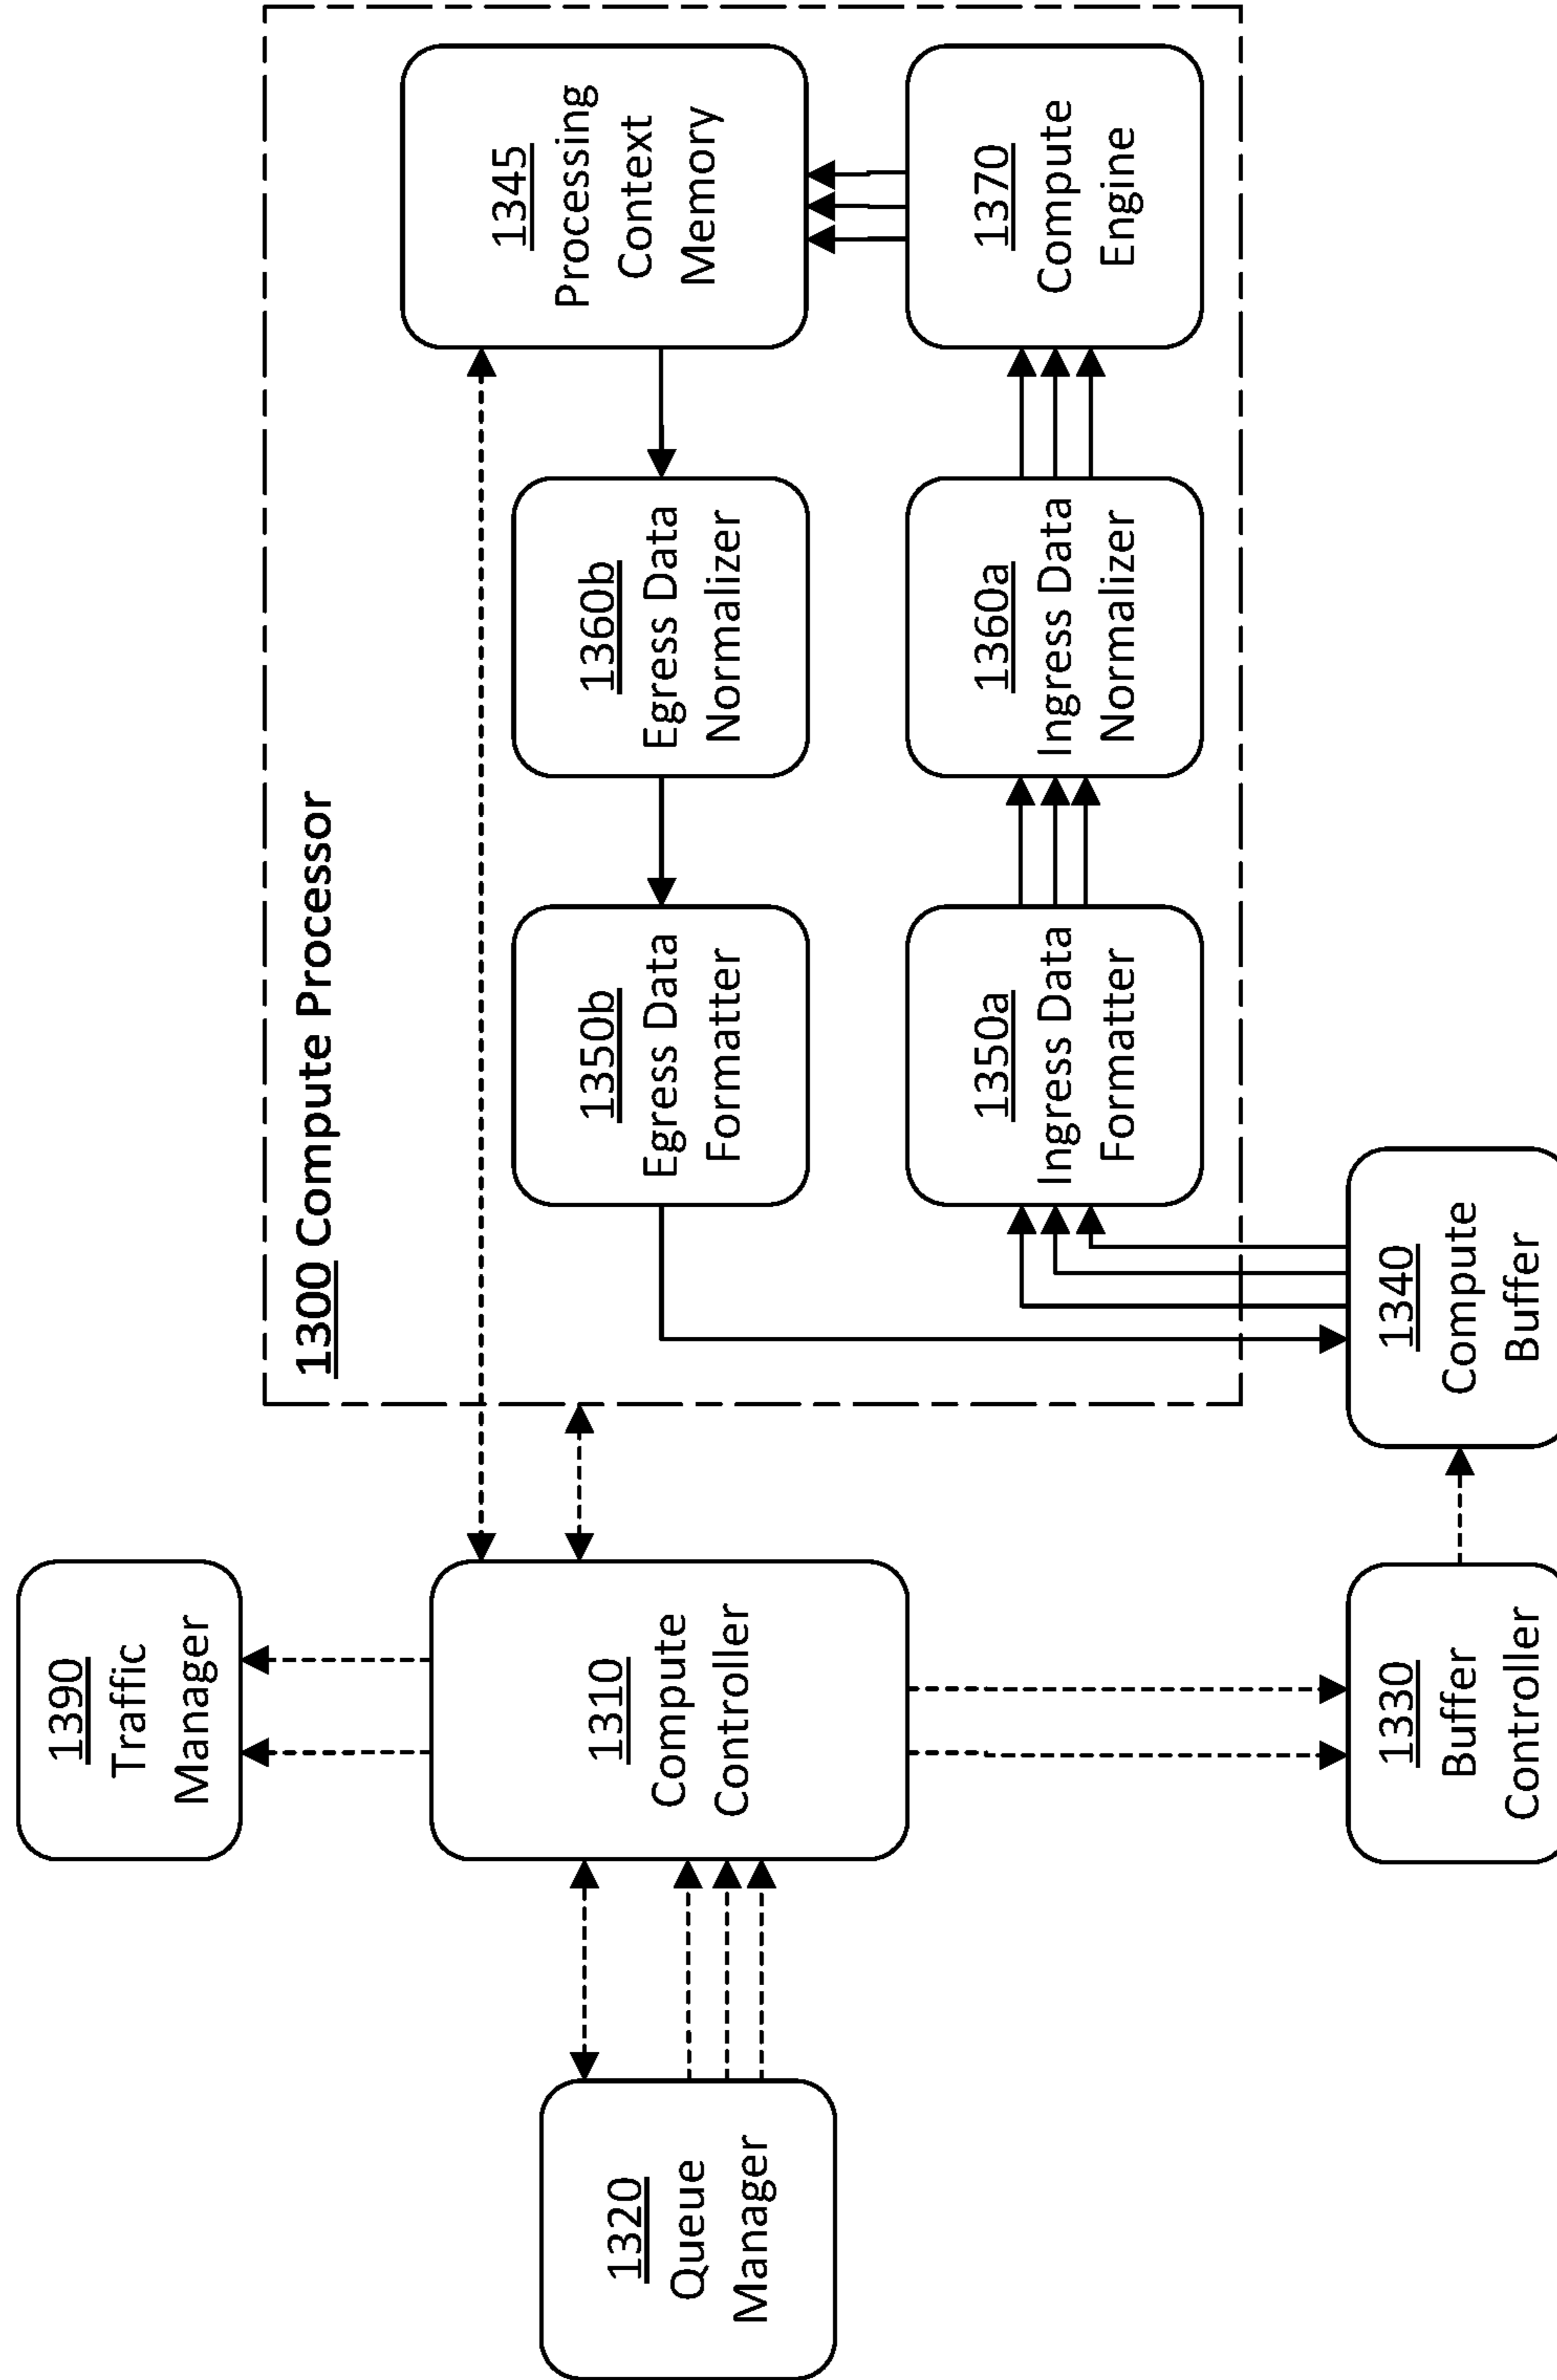 1390
Traffic
Manager
1300 Compute Processor
1320
Queue
Manager
1310
Compute
Controller
1350b
Egress Data
Formatter
1360b
Egress Data
Normalizer
1345
Processing
Context
Memory
1350a
Ingress Data
Formatter
1360a
Ingress Data
Normalizer
1370
Compute
Engine
1330
Buffer
Controller
1340
Compute
Buffer